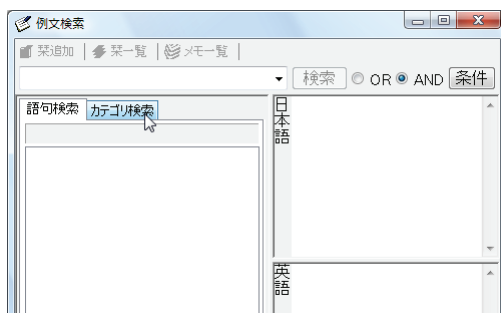 例文検索
栞追加 栞一覧 メモ一覧
検索 OR AND 条件
語句検索 カテゴリ検索
日本語
英語